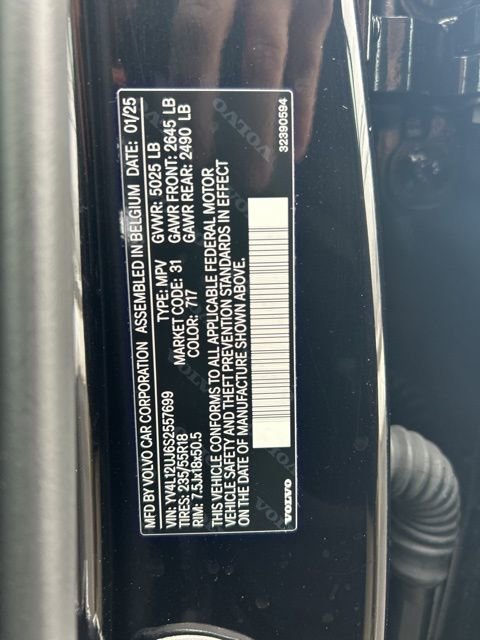 MFD BY VOLVO CAR CORPORATION ASSEMBLED IN BELGIUM DATE: 01/25
GVWR: 5025 LB
GAWR FRONT: 2645 LB
GAWR REAR: 2490 LB
TYPE: MPV
MARKET CODE: 31
COLOR: 717
VIN: YV4L12UJ6S2557699
TIRES: 235/55R18
RIM: 7.5Jx18x50.5
THIS VEHICLE CONFORMS TO ALL APPLICABLE FEDERAL MOTOR
VEHICLE SAFETY AND THEFT PREVENTION STANDARDS IN EFFECT
ON THE DATE OF MANUFACTURE SHOWN ABOVE.
VOLVO
32390594